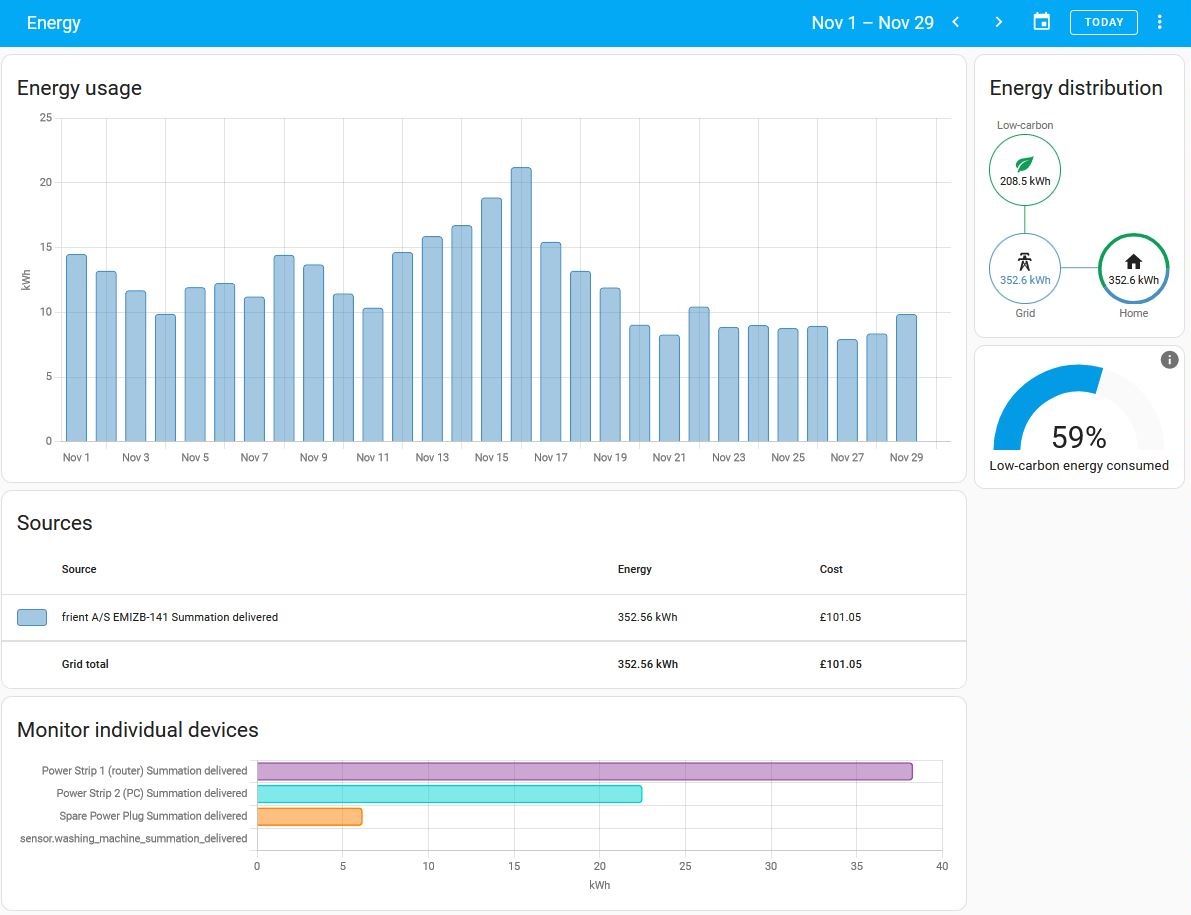 Energy
Nov 1 – Nov 29
TODAY
Energy usage
25
20
15
10
5
0
kWh
Nov 1 Nov 3 Nov 5 Nov 7 Nov 9 Nov 11 Nov 13 Nov 15 Nov 17 Nov 19 Nov 21 Nov 23 Nov 25 Nov 27 Nov 29
Energy distribution
Low-carbon
208.5 kWh
352.6 kWh
352.6 kWh
Grid
Home
59%
Low-carbon energy consumed
Sources
Source Energy Cost
frient A/S EMIZB-141 Summation delivered 352.56 kWh £101.05
Grid total 352.56 kWh £101.05
Monitor individual devices
Power Strip 1 (router) Summation delivered
Power Strip 2 (PC) Summation delivered
Spare Power Plug Summation delivered
sensor.washing_machine_summation_delivered
0 5 10 15 20 25 30 35 40
kWh